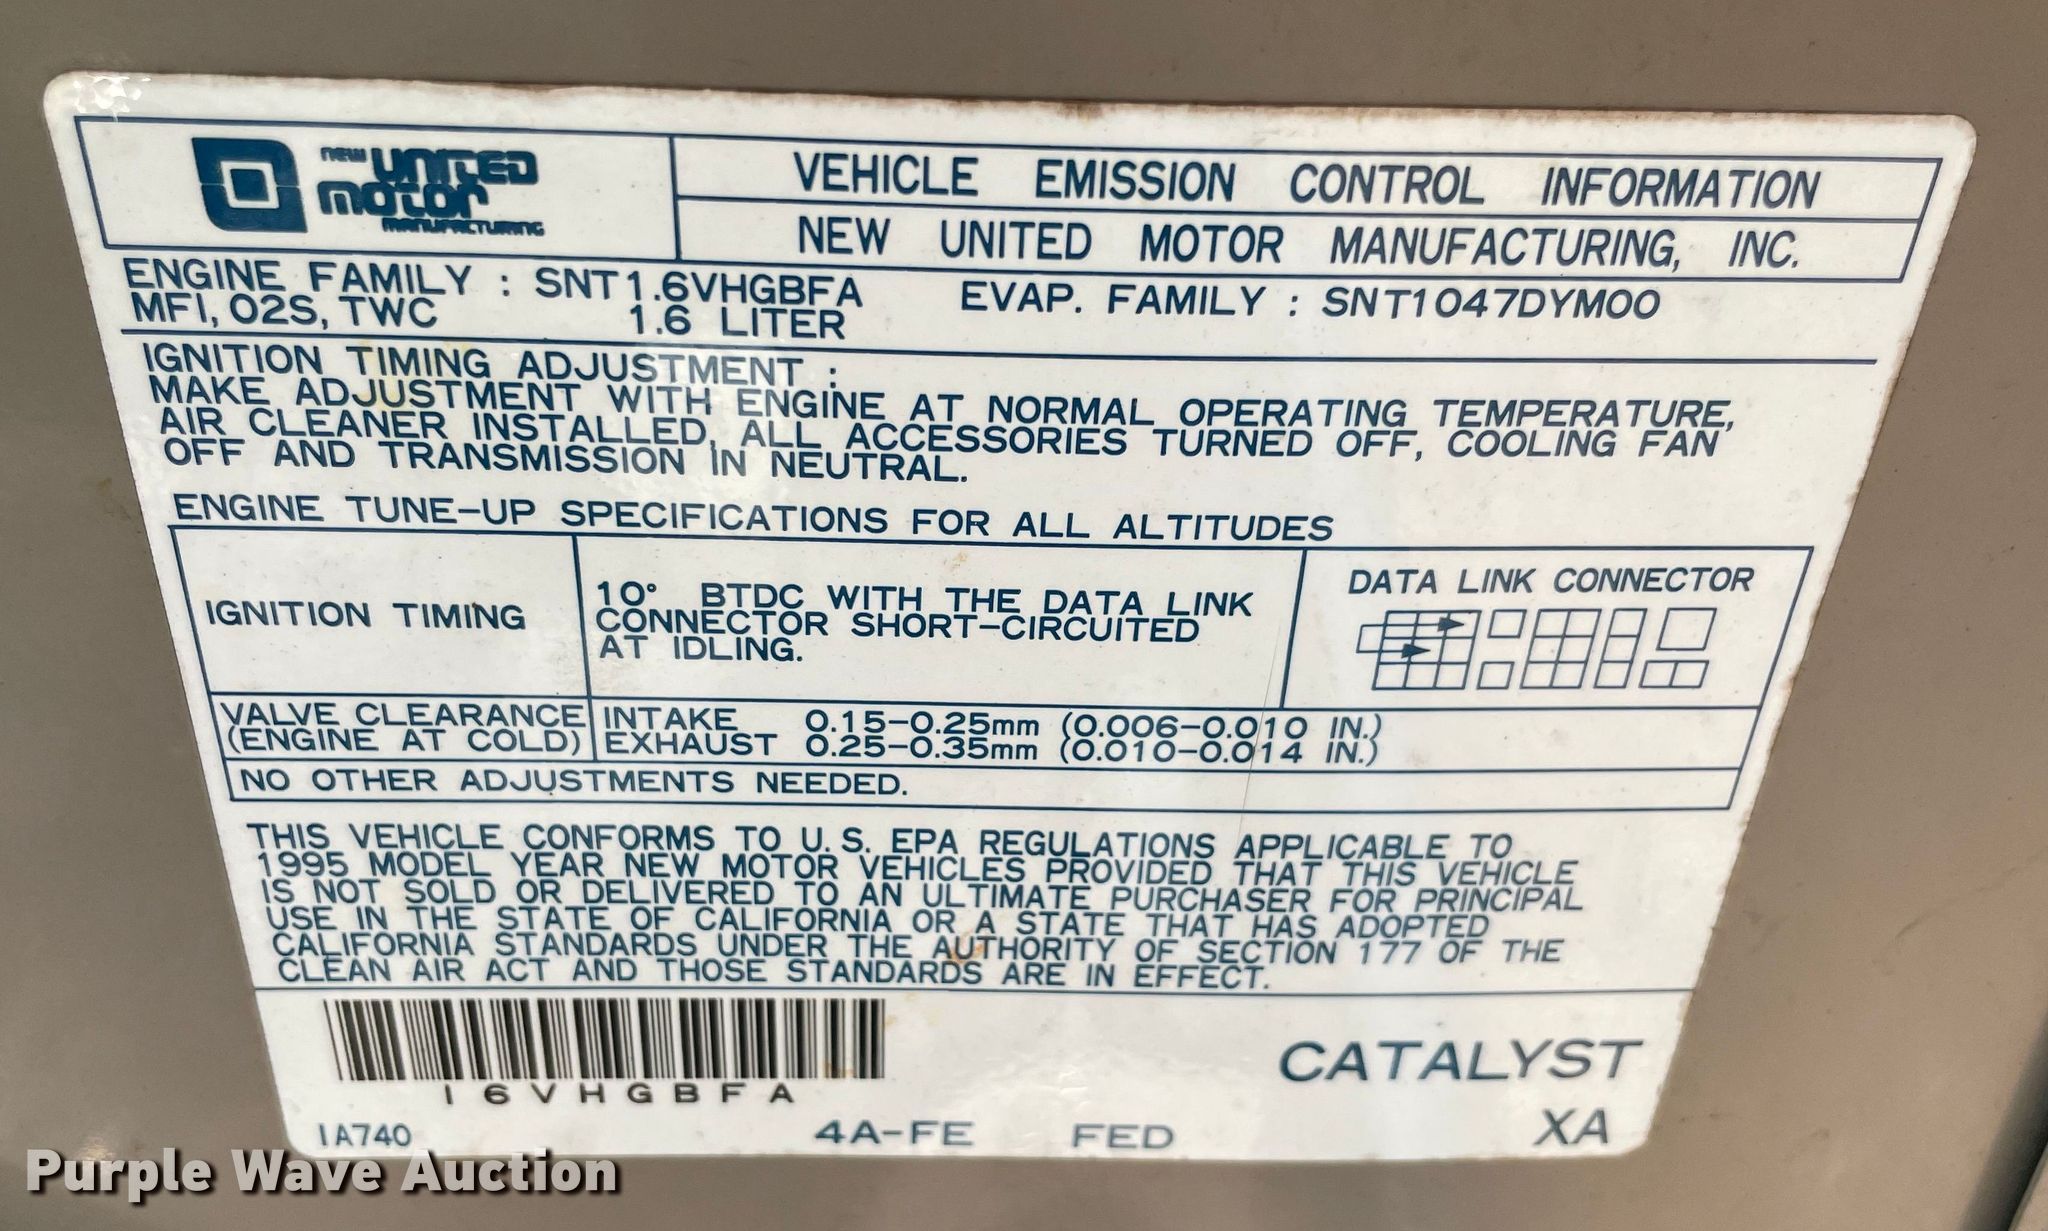 NEW UNITED
MOTOR
MANUFACTURING
VEHICLE EMISSION CONTROL INFORMATION
NEW UNITED MOTOR MANUFACTURING, INC.
ENGINE FAMILY : SNT1.6VHGBFA EVAP. FAMILY : SNT1047DYM00
MFI, O2S, TWC 1.6 LITER
IGNITION TIMING ADJUSTMENT :
MAKE ADJUSTMENT WITH ENGINE AT NORMAL OPERATING TEMPERATURE,
AIR CLEANER INSTALLED, ALL ACCESSORIES TURNED OFF, COOLING FAN
OFF AND TRANSMISSION IN NEUTRAL.
ENGINE TUNE-UP SPECIFICATIONS FOR ALL ALTITUDES
IGNITION TIMING
10° BTDC WITH THE DATA LINK
CONNECTOR SHORT-CIRCUITED
AT IDLING.
DATA LINK CONNECTOR
VALVE CLEARANCE
(ENGINE AT COLD)
INTAKE 0.15-0.25mm (0.006-0.010 IN.)
EXHAUST 0.25-0.35mm (0.010-0.014 IN.)
NO OTHER ADJUSTMENTS NEEDED.
THIS VEHICLE CONFORMS TO U.S. EPA REGULATIONS APPLICABLE TO
1995 MODEL YEAR NEW MOTOR VEHICLES PROVIDED THAT THIS VEHICLE
IS NOT SOLD OR DELIVERED TO AN ULTIMATE PURCHASER FOR PRINCIPAL
USE IN THE STATE OF CALIFORNIA OR A STATE THAT HAS ADOPTED
CALIFORNIA STANDARDS UNDER THE AUTHORITY OF SECTION 177 OF THE
CLEAN AIR ACT AND THOSE STANDARDS ARE IN EFFECT.
16VHGBFA
CATALYST
1A740 4A-FE FED XA
Purple Wave Auction